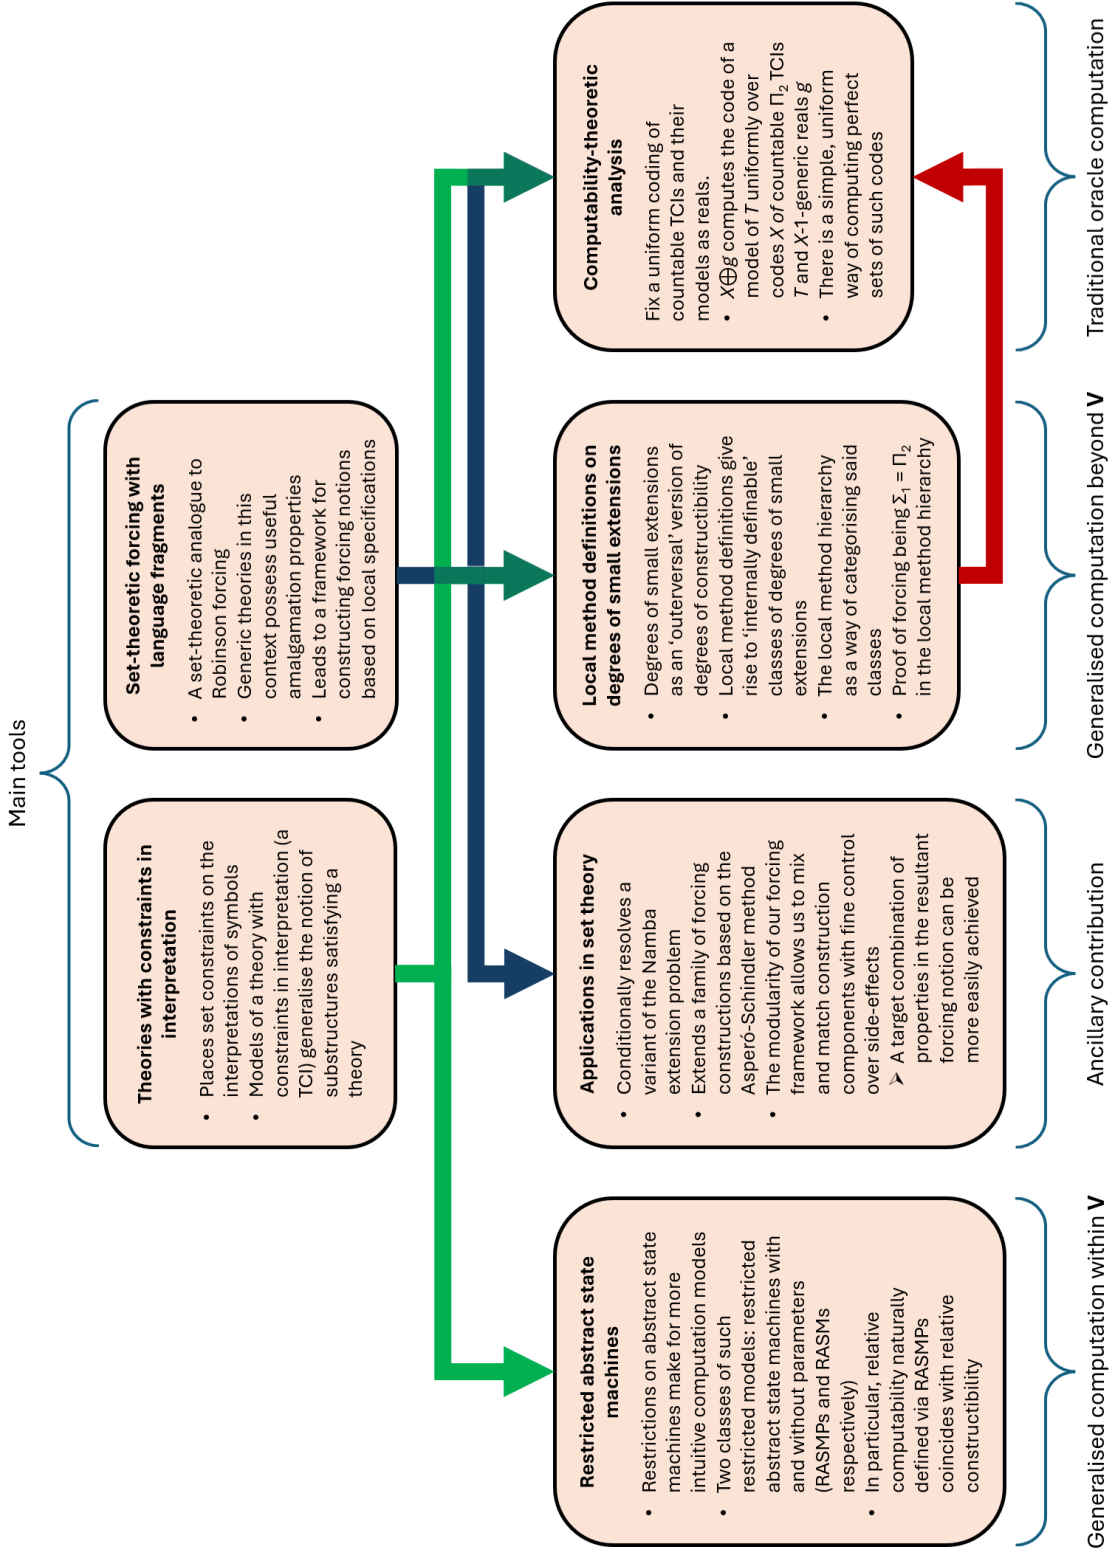 Main tools
Theories with constraints in
interpretation
• Places set constraints on the
interpretations of symbols
• Models of a theory with
constraints in interpretation (a
TCI) generalise the notion of
substructures satisfying a
theory
Set-theoretic forcing with
language fragments
• A set-theoretic analogue to
Robinson forcing
• Generic theories in this
context possess useful
amalgamation properties
• Leads to a framework for
constructing forcing notions
based on local specifications
Restricted abstract state
machines
• Restrictions on abstract state
machines make for more
intuitive computation models
• Two classes of such
restricted models: restricted
abstract state machines with
and without parameters
(RASMPs and RASMs
respectively)
• In particular, relative
computability naturally
defined via RASMPs
coincides with relative
constructibility
Applications in set theory
• Conditionally resolves a
variant of the Namba
extension problem
• Extends a family of forcing
constructions based on the
Asperó-Schindler method
• The modularity of our forcing
framework allows us to mix
and match construction
components with fine control
over side-effects
➤ A target combination of
properties in the resultant
forcing notion can be
more easily achieved
Local method definitions on
degrees of small extensions
• Degrees of small extensions
as an ‘outerversal’ version of
degrees of constructibility
• Local method definitions give
rise to ‘internally definable’
classes of degrees of small
extensions
• The local method hierarchy
as a way of categorising said
classes
• Proof of forcing being Σ₁ = Π₂
in the local method hierarchy
Computability-theoretic
analysis
Fix a uniform coding of
countable TCIs and their
models as reals.
• X⊕g computes the code of a
model of T uniformly over
codes X of countable Π₂ TCIs
T and X-1-generic reals g
• There is a simple, uniform
way of computing perfect
sets of such codes
Generalised computation within V
Ancillary contribution
Generalised computation beyond V
Traditional oracle computation